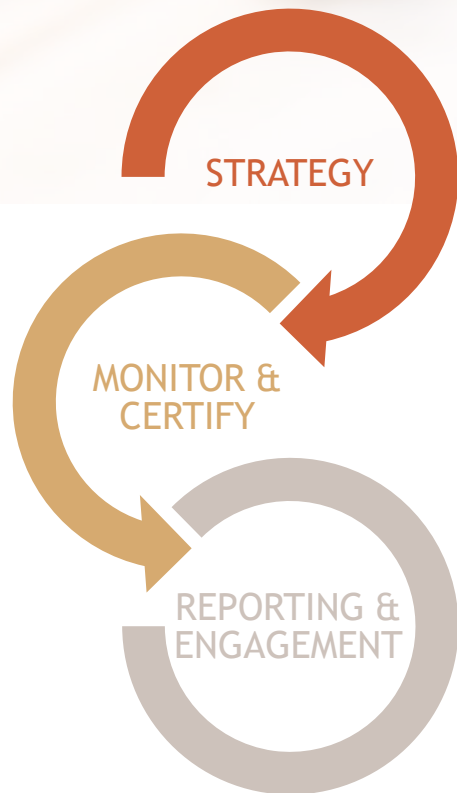 STRATEGY
MONITOR &
CERTIFY
REPORTING &
ENGAGEMENT